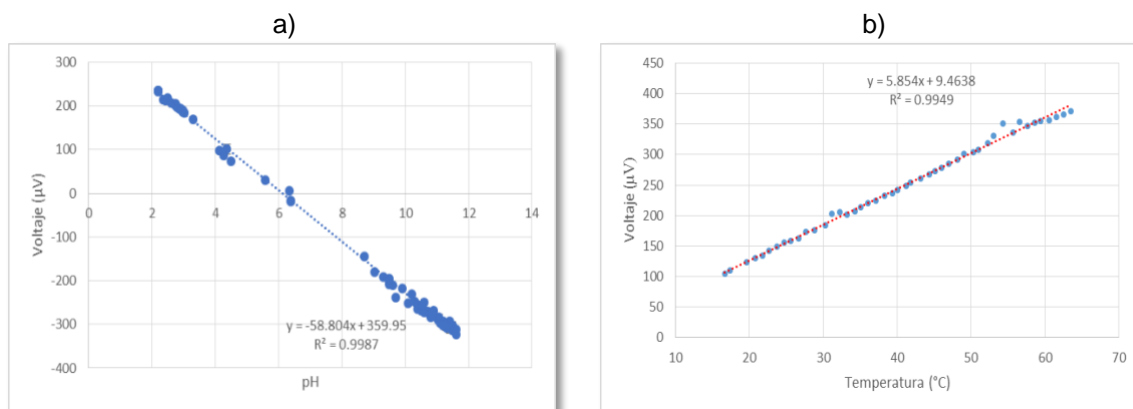 a)
300
200
100
0
-100
-200
-300
-400
0 2 4 6 8 10 12 14
Voltaje (µV)
pH
y = -58.804x + 359.95
R² = 0.9987
b)
450
400
350
300
250
200
150
100
50
0
10 20 30 40 50 60 70
Voltaje (µV)
Temperatura (°C)
y = 5.854x + 9.4638
R² = 0.9949